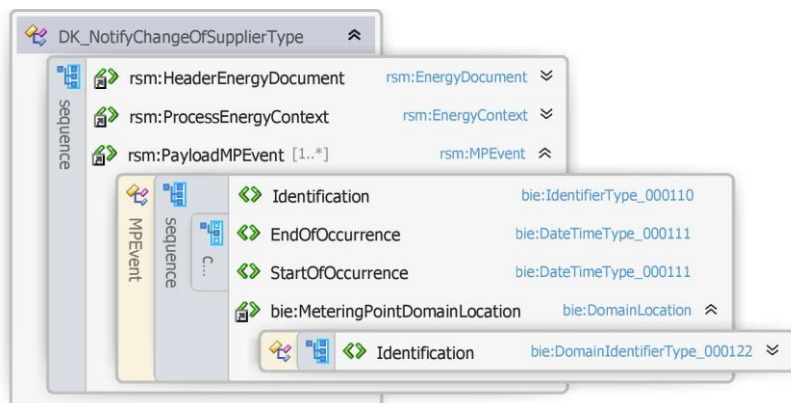 DK_NotifyChangeOfSupplierType
sequence
rsm:HeaderEnergyDocument rsm:EnergyDocument
rsm:ProcessEnergyContext rsm:EnergyContext
rsm:PayloadMPEvent [1..*] rsm:MPEvent
MPEvent
sequence
C...
Identification bie:IdentifierType_000110
EndOfOccurrence bie:DateTimeType_000111
StartOfOccurrence bie:DateTimeType_000111
bie:MeteringPointDomainLocation bie:DomainLocation
Identification bie:DomainIdentifierType_000122